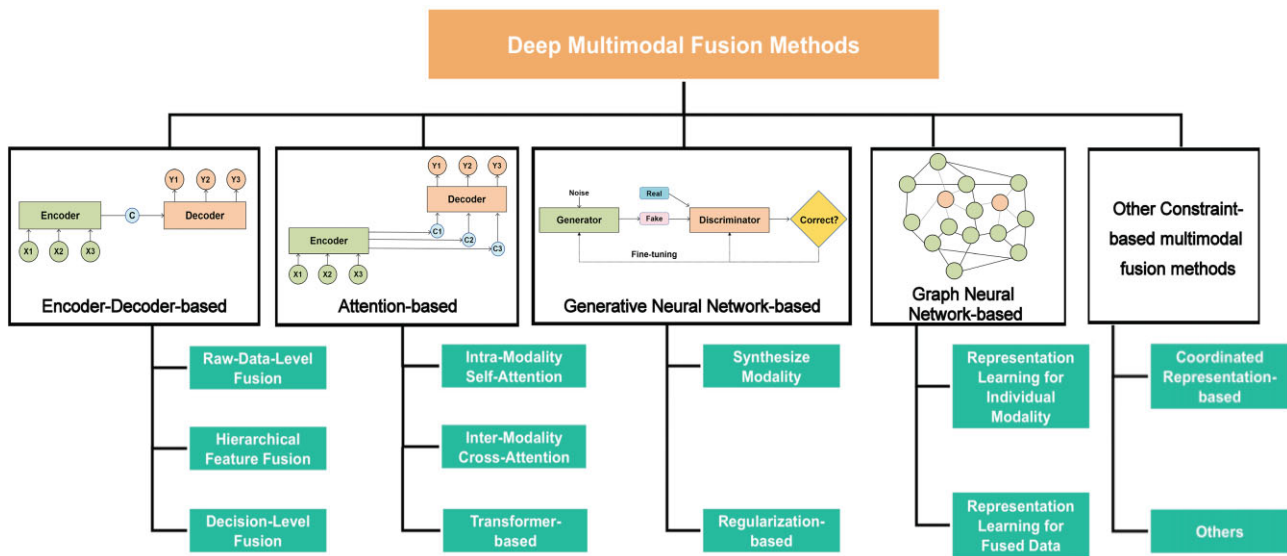 Deep Multimodal Fusion Methods
Y1 Y2 Y3
Encoder
C
Decoder
X1 X2 X3
Encoder-Decoder-based
Y1 Y2 Y3
Decoder
Encoder
C1
C2
C3
X1 X2 X3
Attention-based
Noise
Real
Generator
Fake
Discriminator
Correct?
Fine-tuning
Generative Neural Network-based
Graph Neural
Network-based
Other Constraint-
based multimodal
fusion methods
Raw-Data-Level
Fusion
Hierarchical
Feature Fusion
Decision-Level
Fusion
Intra-Modality
Self-Attention
Inter-Modality
Cross-Attention
Transformer-
based
Synthesize
Modality
Regularization-
based
Representation
Learning for
Individual
Modality
Representation
Learning for
Fused Data
Coordinated
Representation-
based
Others